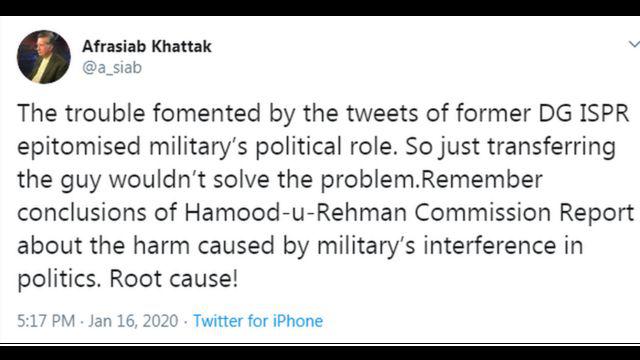 Afrasiab Khattak
@a_siab
The trouble fomented by the tweets of former DG ISPR
epitomised military's political role. So just transferring
the guy wouldn't solve the problem.Remember
conclusions of Hamood-u-Rehman Commission Report
about the harm caused by military's interference in
politics. Root cause!
5:17 PM · Jan 16, 2020 · Twitter for iPhone